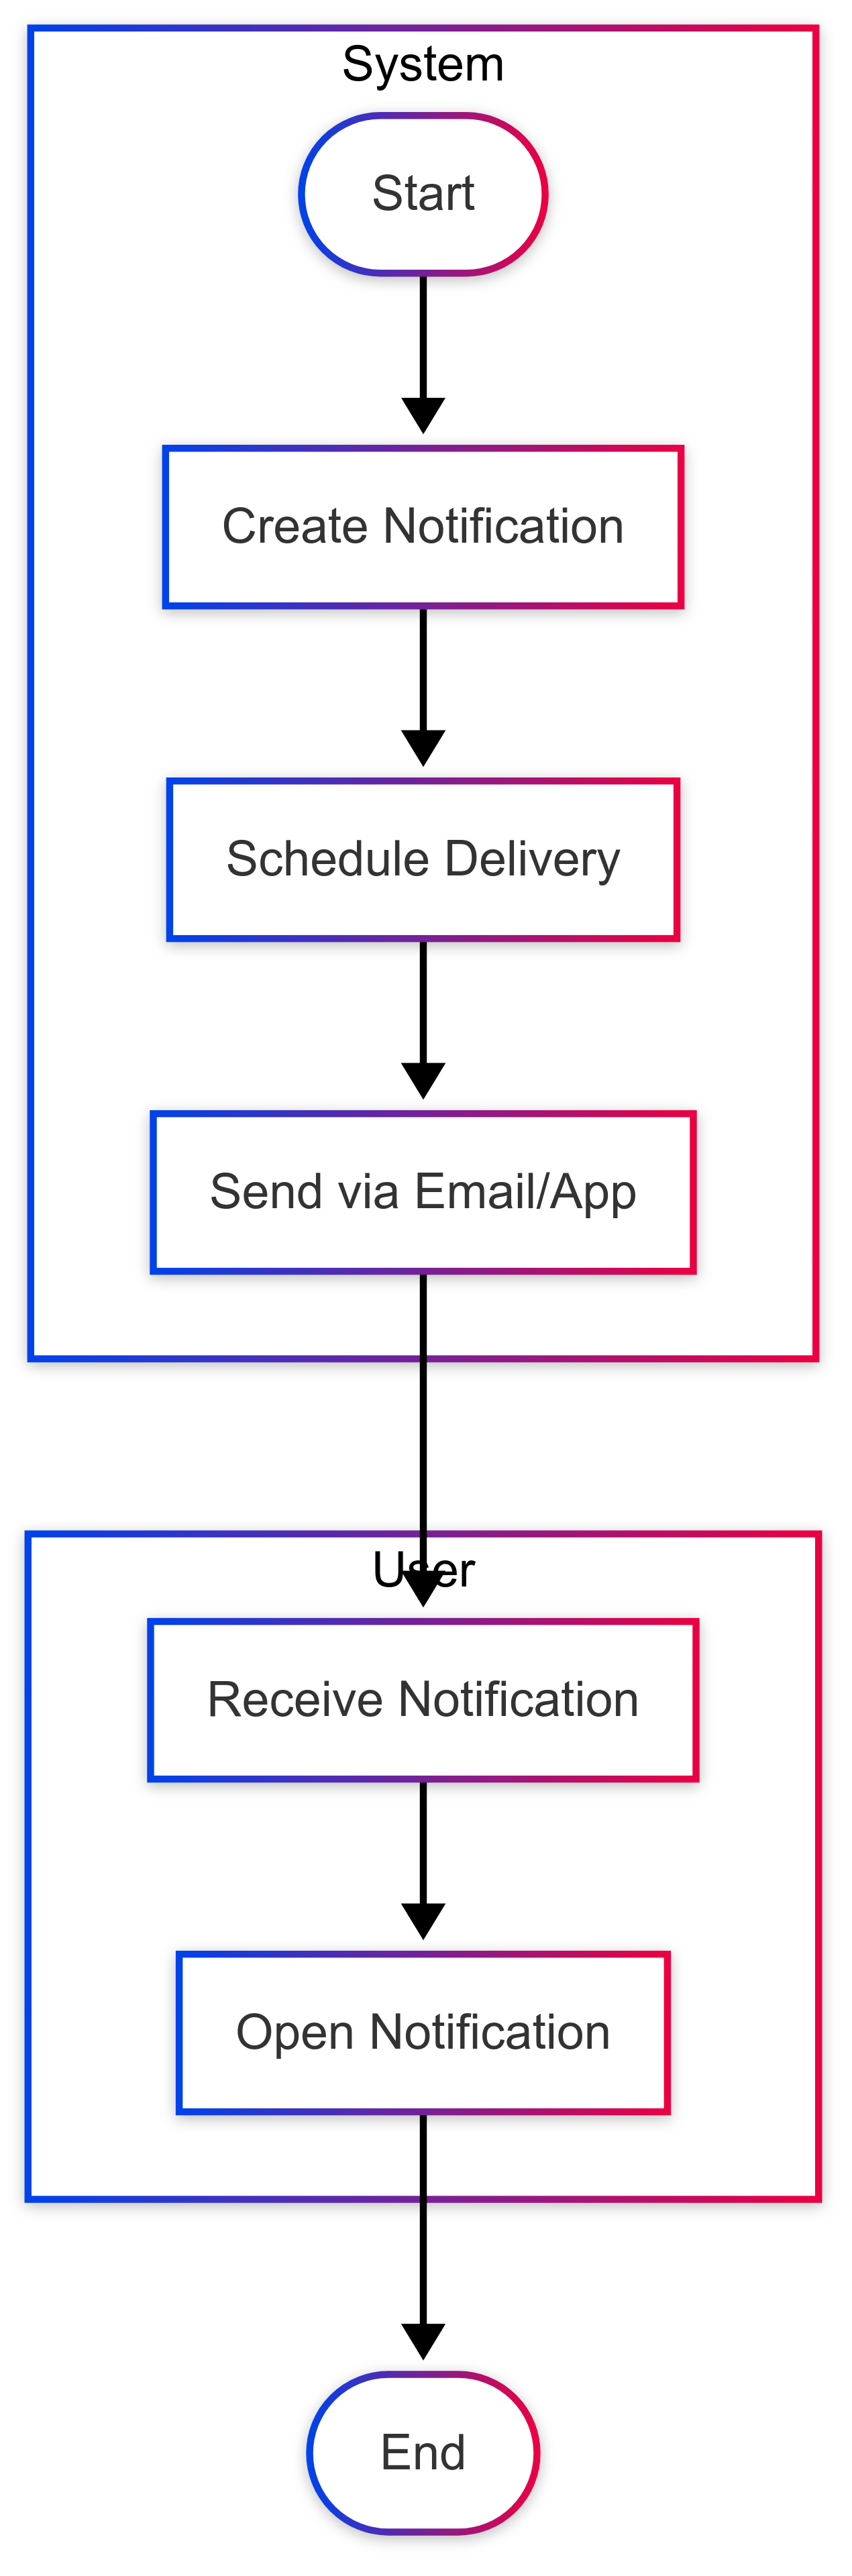 System
Start
Create Notification
Schedule Delivery
Send via Email/App
User
Receive Notification
Open Notification
End